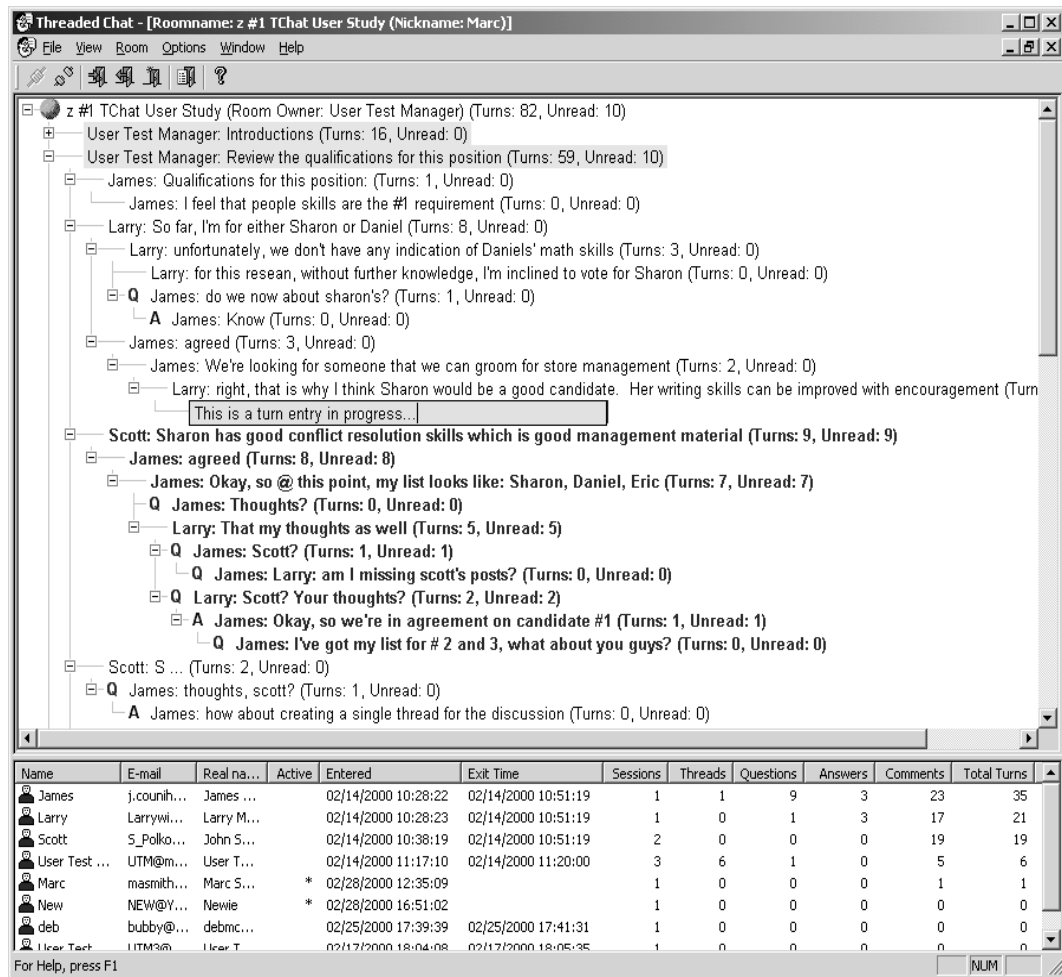 Threaded Chat - [Roomname: z #1 TChat User Study (Nickname: Marc)]
File View Room Options Window Help
z #1 TChat User Study (Room Owner: User Test Manager) (Turns: 82, Unread: 10)
User Test Manager: Introductions (Turns: 16, Unread: 0)
User Test Manager: Review the qualifications for this position (Turns: 59, Unread: 10)
James: Qualifications for this position: (Turns: 1, Unread: 0)
James: I feel that people skills are the #1 requirement (Turns: 0, Unread: 0)
Larry: So far, I'm for either Sharon or Daniel (Turns: 8, Unread: 0)
Larry: unfortunately, we don't have any indication of Daniels' math skills (Turns: 3, Unread: 0)
Larry: for this resean, without further knowledge, I'm inclined to vote for Sharon (Turns: 0, Unread: 0)
Q James: do we now about sharon's? (Turns: 1, Unread: 0)
A James: Know (Turns: 0, Unread: 0)
James: agreed (Turns: 3, Unread: 0)
James: We're looking for someone that we can groom for store management (Turns: 2, Unread: 0)
Larry: right, that is why I think Sharon would be a good candidate. Her writing skills can be improved with encouragement (Turn
This is a turn entry in progress...
Scott: Sharon has good conflict resolution skills which is good management material (Turns: 9, Unread: 9)
James: agreed (Turns: 8, Unread: 8)
James: Okay, so @ this point, my list looks like: Sharon, Daniel, Eric (Turns: 7, Unread: 7)
Q James: Thoughts? (Turns: 0, Unread: 0)
Larry: That my thoughts as well (Turns: 5, Unread: 5)
Q James: Scott? (Turns: 1, Unread: 1)
Q James: Larry: am I missing scott's posts? (Turns: 0, Unread: 0)
Q Larry: Scott? Your thoughts? (Turns: 2, Unread: 2)
A James: Okay, so we're in agreement on candidate #1 (Turns: 1, Unread: 1)
Q James: I've got my list for # 2 and 3, what about you guys? (Turns: 0, Unread: 0)
Scott: S ... (Turns: 2, Unread: 0)
Q James: thoughts, scott? (Turns: 1, Unread: 0)
A James: how about creating a single thread for the discussion (Turns: 0, Unread: 0)
Name E-mail Real na... Active Entered Exit Time Sessions Threads Questions Answers Comments Total Turns
James j.counih... James ... 02/14/2000 10:28:22 02/14/2000 10:51:19 1 1 9 3 23 35
Larry Larrywi... Larry M... 02/14/2000 10:28:23 02/14/2000 10:51:19 1 0 1 3 17 21
Scott S_Polko... John S... 02/14/2000 10:38:19 02/14/2000 10:51:19 2 0 0 0 19 19
User Test ... UTM@m... User T... 02/14/2000 11:17:10 02/14/2000 11:20:00 3 6 1 0 5 6
Marc masmith... Marc S... * 02/28/2000 12:35:09 1 0 0 0 1 1
New NEW@Y... Newie * 02/28/2000 16:51:02 1 0 0 0 0 0
deb bubby@... debmc... 02/25/2000 17:39:39 02/25/2000 17:41:31 1 0 0 0 0 0
User Test UTM3@ User T 02/17/2000 18:04:08 02/17/2000 18:05:35 1 0 0 0 0 0
For Help, press F1 NUM